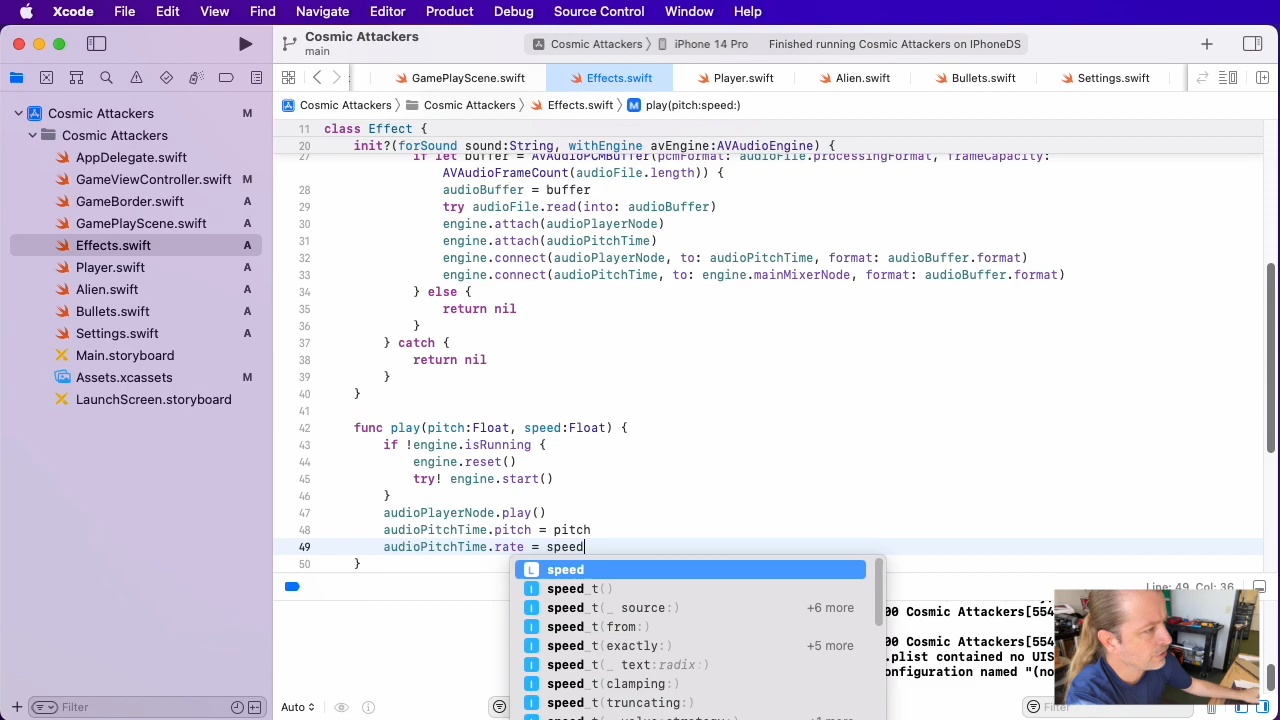 Xcode File Edit View Find Navigate Editor Product Debug Source Control Window Help
Cosmic Attackers
main
Cosmic Attackers iPhone 14 Pro
Finished running Cosmic Attackers on IPhoneDS
GamePlayScene.swift Effects.swift Player.swift Alien.swift Bullets.swift Settings.swift
Cosmic Attackers Cosmic Attackers Effects.swift M play(pitch:speed:)
Cosmic Attackers M
Cosmic Attackers
AppDelegate.swift
GameViewController.swift M
GameBorder.swift A
GamePlayScene.swift A
Effects.swift A
Player.swift A
Alien.swift A
Bullets.swift A
Settings.swift A
Main.storyboard
Assets.xcassets M
LaunchScreen.storyboard
Filter
11 class Effect {
20 init?(forSound sound:String, withEngine avEngine:AVAudioEngine) {
27 if let buffer = AVAudioPCMBuffer(pcmFormat: audioFile.processingFormat, frameCapacity:
AVAudioFrameCount(audioFile.length)) {
28 audioBuffer = buffer
29 try audioFile.read(into: audioBuffer)
30 engine.attach(audioPlayerNode)
31 engine.attach(audioPitchTime)
32 engine.connect(audioPlayerNode, to: audioPitchTime, format: audioBuffer.format)
33 engine.connect(audioPitchTime, to: engine.mainMixerNode, format: audioBuffer.format)
34 } else {
35 return nil
36 }
37 } catch {
38 return nil
39 }
40 }
41
42 func play(pitch:Float, speed:Float) {
43 if !engine.isRunning {
44 engine.reset()
45 try! engine.start()
46 }
47 audioPlayerNode.play()
48 audioPitchTime.pitch = pitch
49 audioPitchTime.rate = speed
50 }
L speed
I speed_t()
I speed_t(_ source:) +6 more
I speed_t(from:)
I speed_t(exactly:) +5 more
I speed_t(_ text:radix:)
I speed_t(clamping:)
I speed_t(truncating:)
Line: 49, Col: 36
00 Cosmic Attackers[554
00 Cosmic Attackers[554
.plist contained no UIS
onfiguration named "(no
Auto
Filter